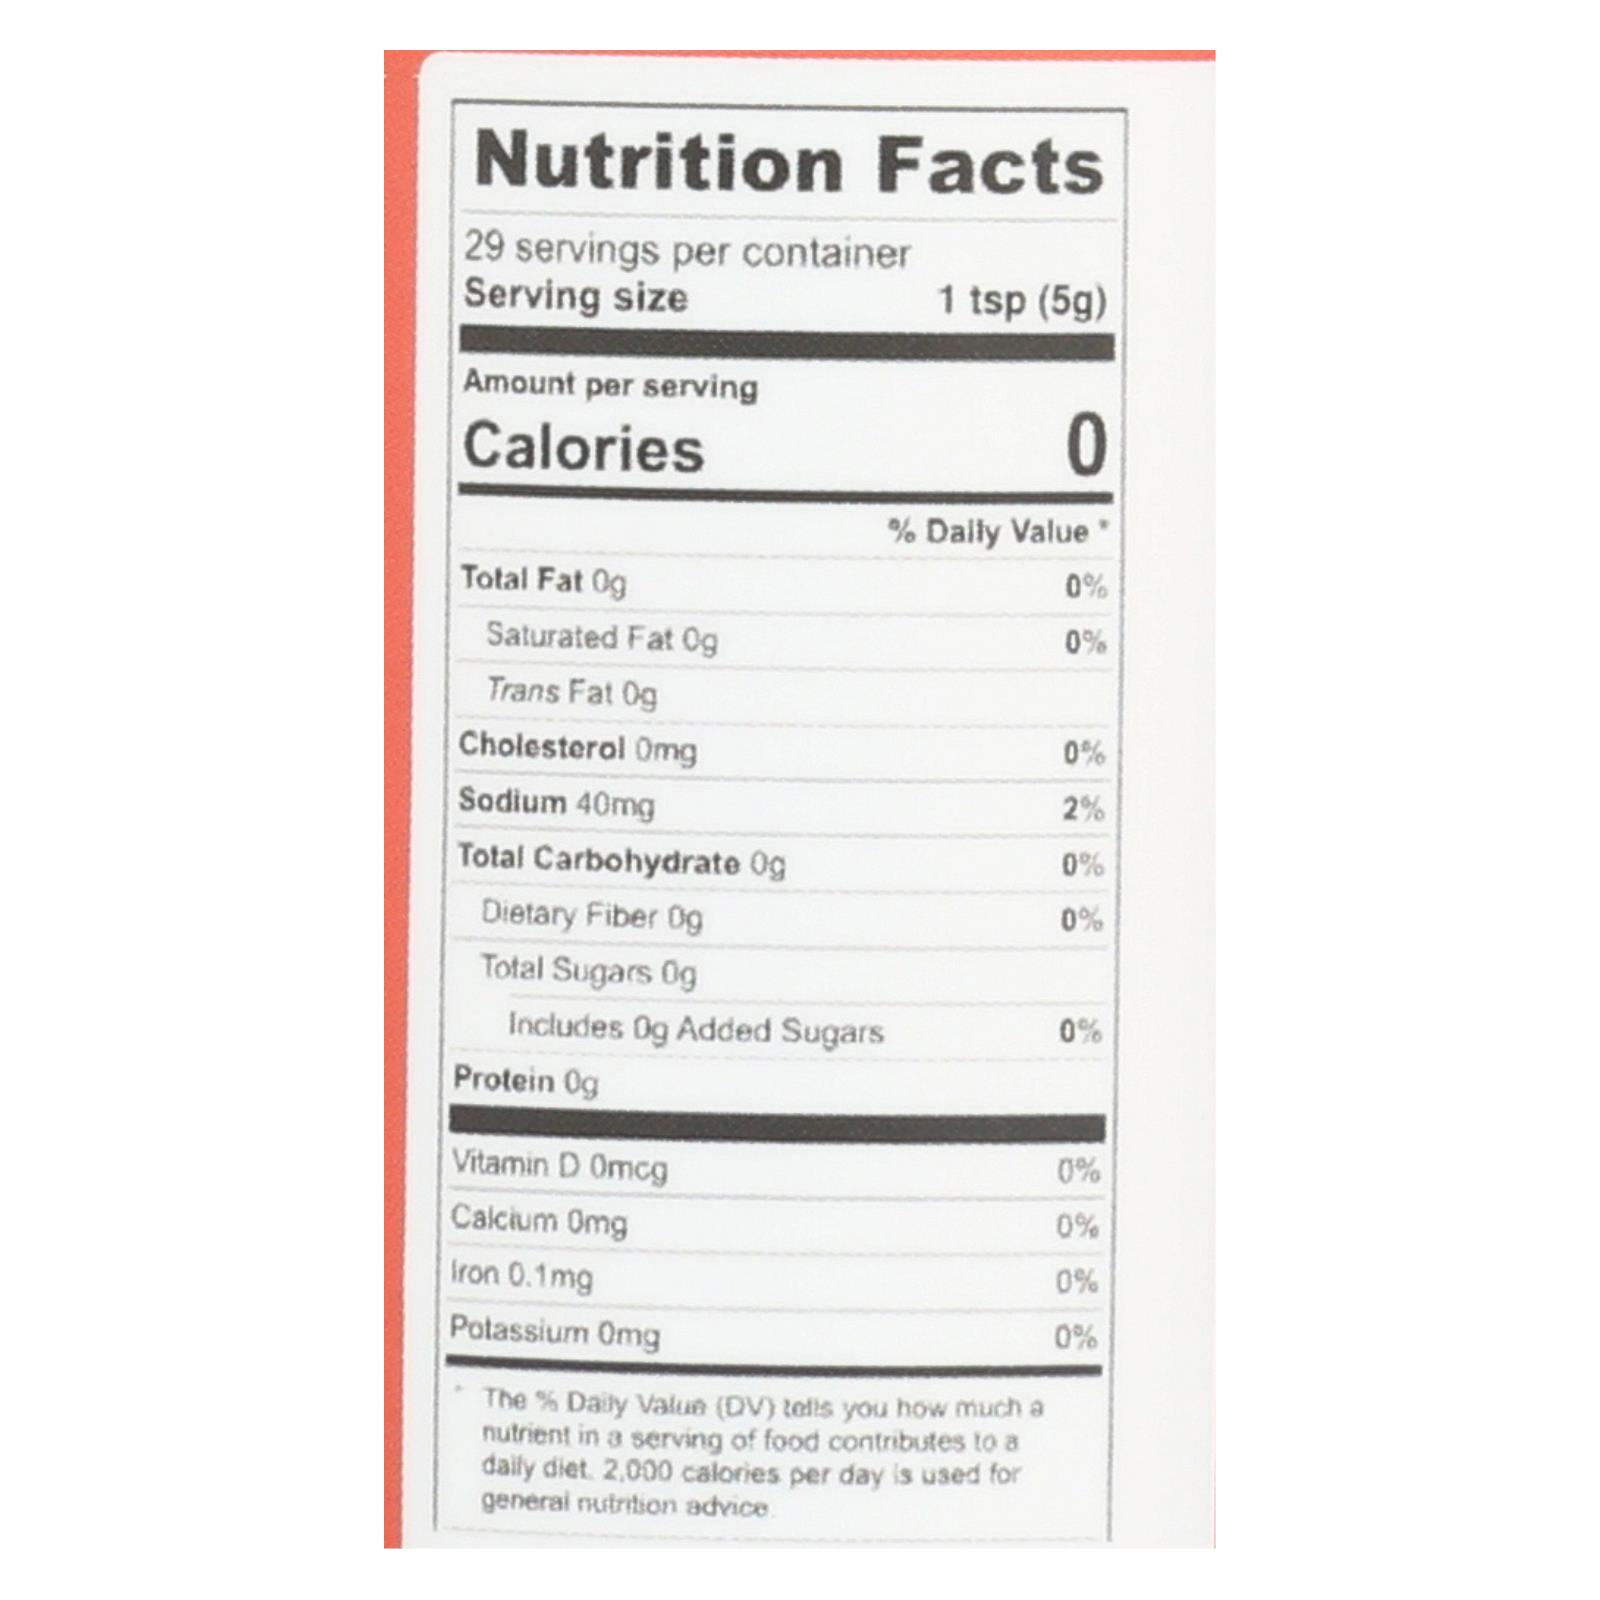 Nutrition Facts
29 servings per container
Serving size 1 tsp (5g)
Amount per serving
Calories 0
% Daily Value *
Total Fat 0g 0%
Saturated Fat 0g 0%
Trans Fat 0g
Cholesterol 0mg 0%
Sodium 40mg 2%
Total Carbohydrate 0g 0%
Dietary Fiber 0g 0%
Total Sugars 0g
Includes 0g Added Sugars 0%
Protein 0g
Vitamin D 0mcg 0%
Calcium 0mg 0%
Iron 0.1mg 0%
Potassium 0mg 0%
* The % Daily Value (DV) tells you how much a
nutrient in a serving of food contributes to a
daily diet. 2,000 calories per day is used for
general nutrition advice.